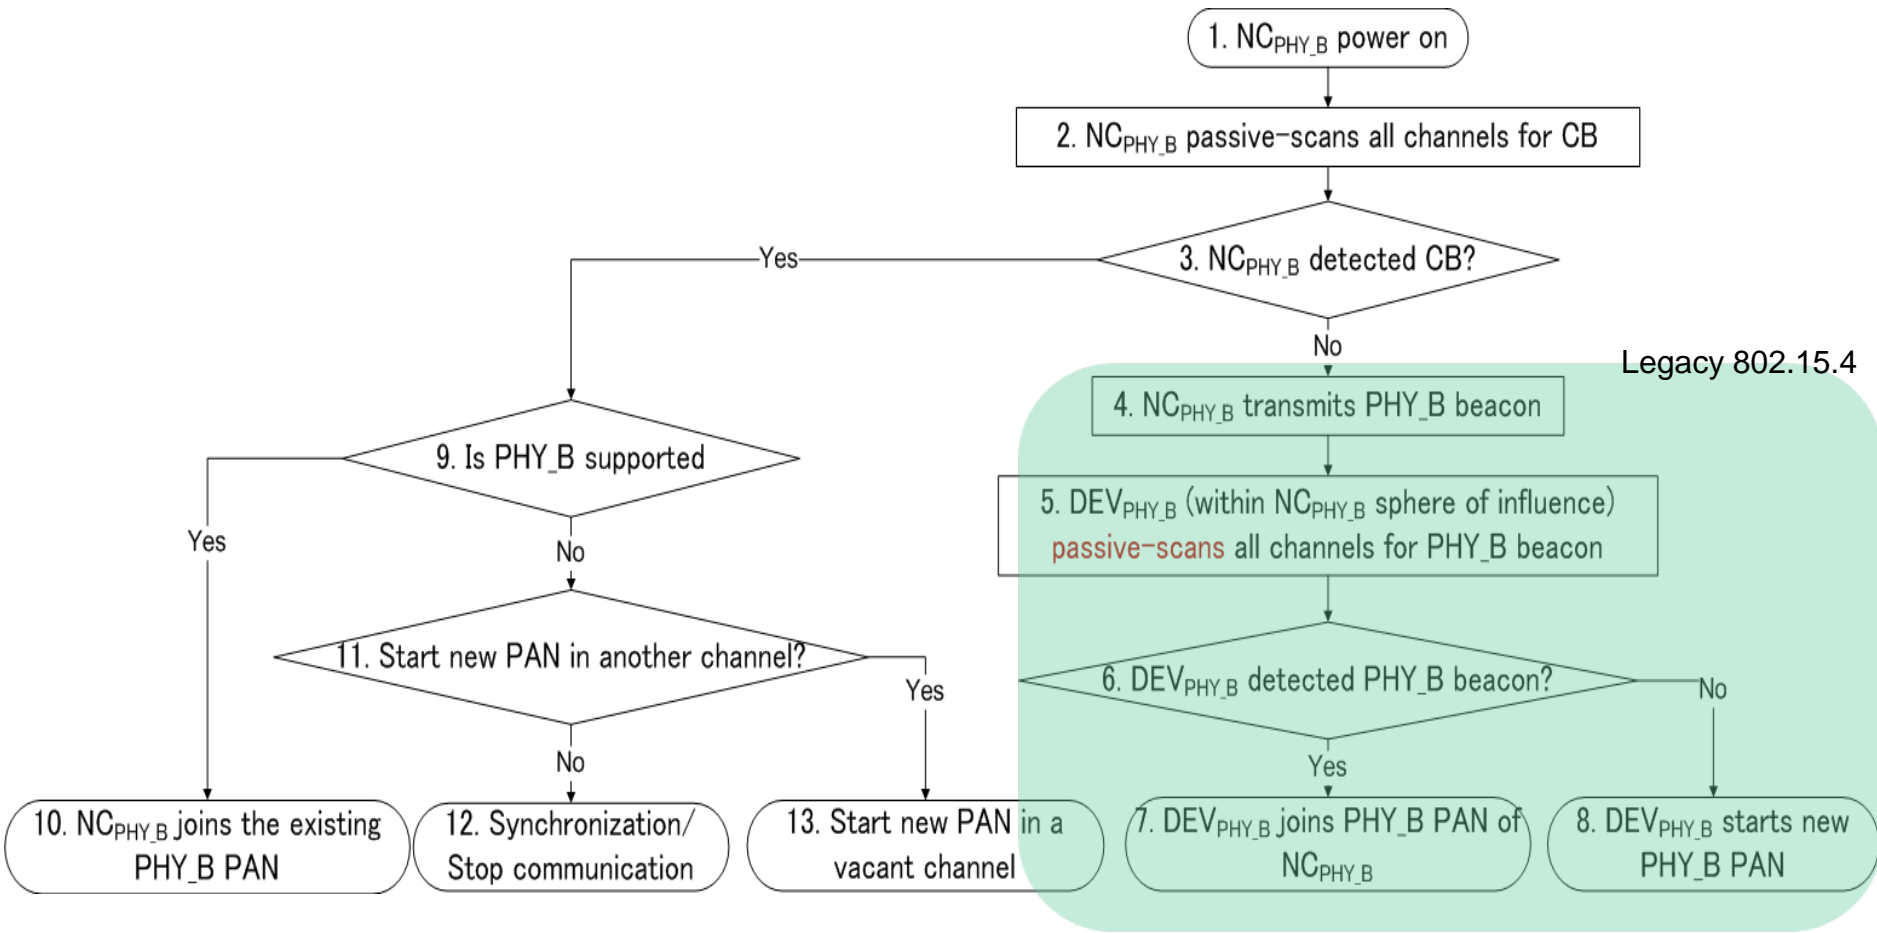 1. NCPHY_B power on
2. NCPHY_B passive-scans all channels for CB
3. NCPHY_B detected CB?
Yes
No
Legacy 802.15.4
4. NCPHY_B transmits PHY_B beacon
9. Is PHY_B supported
5. DEVPHY_B (within NCPHY_B sphere of influence)
passive-scans all channels for PHY_B beacon
Yes
No
11. Start new PAN in another channel?
6. DEVPHY_B detected PHY_B beacon?
Yes
No
No
Yes
10. NCPHY_B joins the existing
PHY_B PAN
12. Synchronization/
Stop communication
13. Start new PAN in a
vacant channel
7. DEVPHY_B joins PHY_B PAN of
NCPHY_B
8. DEVPHY_B starts new
PHY_B PAN